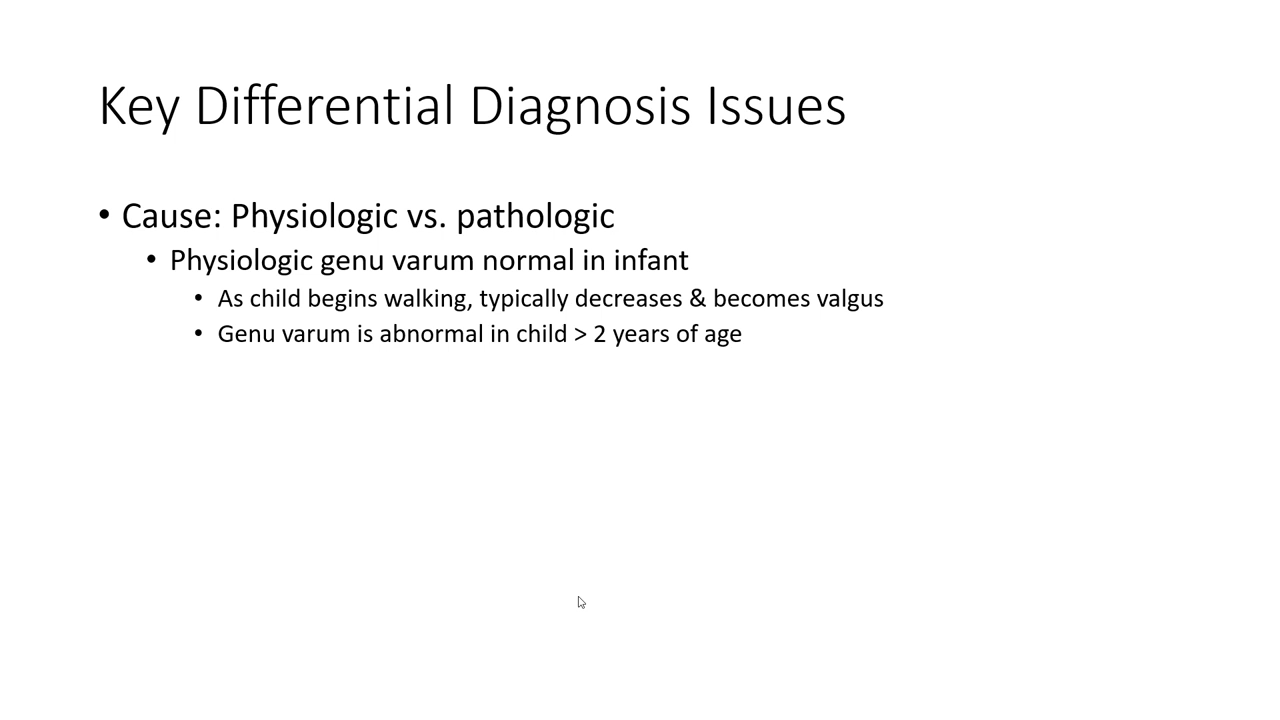 Key Differential Diagnosis Issues
• Cause: Physiologic vs. pathologic
• Physiologic genu varum normal in infant
• As child begins walking, typically decreases & becomes valgus
• Genu varum is abnormal in child > 2 years of age